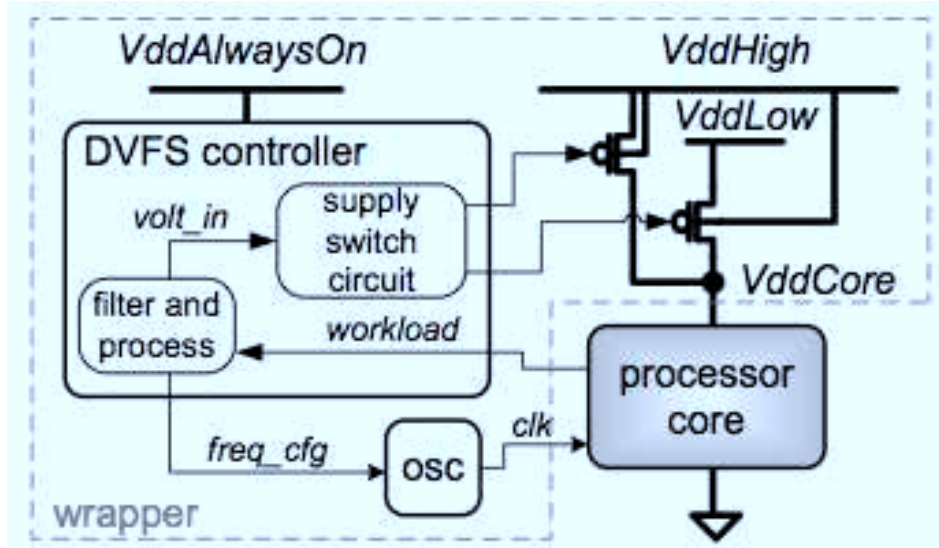 VddAlwaysOn
VddHigh
VddLow
DVFS controller
volt_in
supply
switch
circuit
VddCore
filter and
process
workload
processor
core
freq_cfg
osc
clk
wrapper